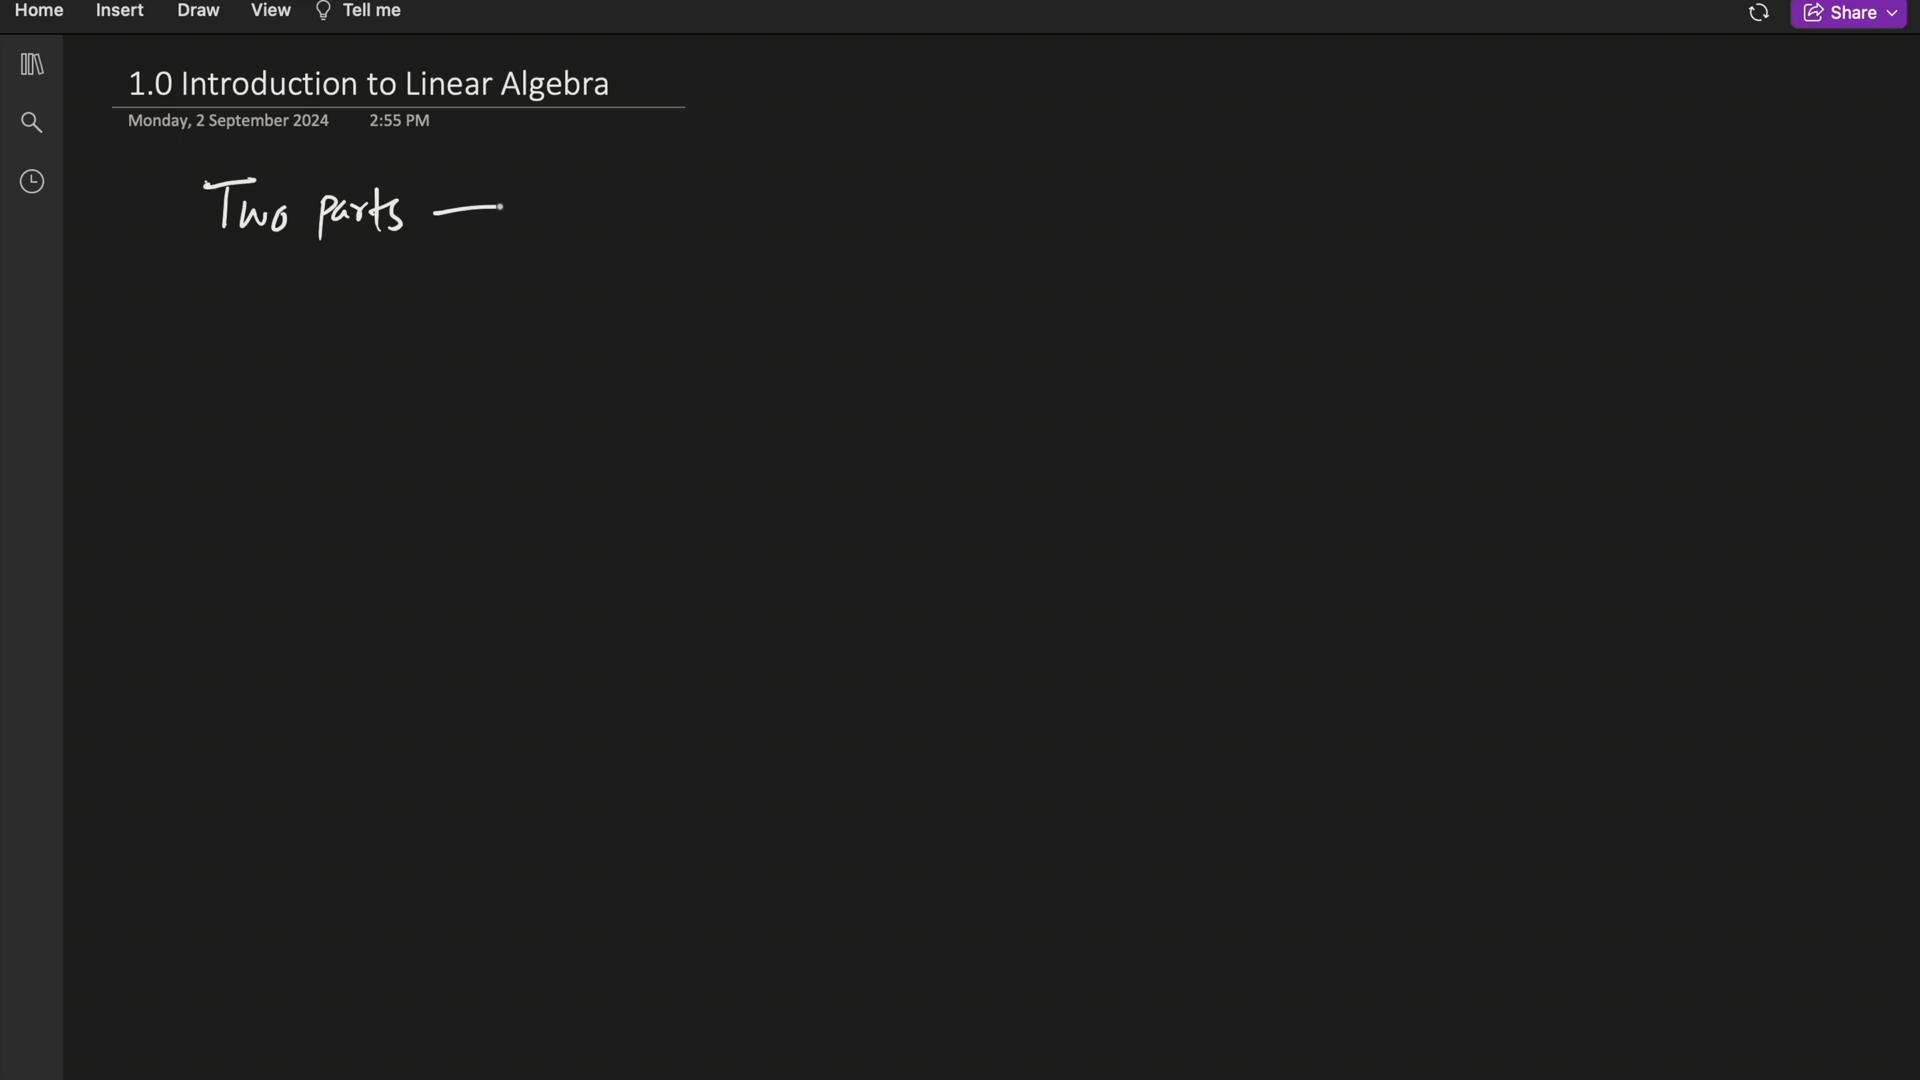 Home Insert Draw View Tell me Share
1.0 Introduction to Linear Algebra
Monday, 2 September 2024 2:55 PM
Two parts —